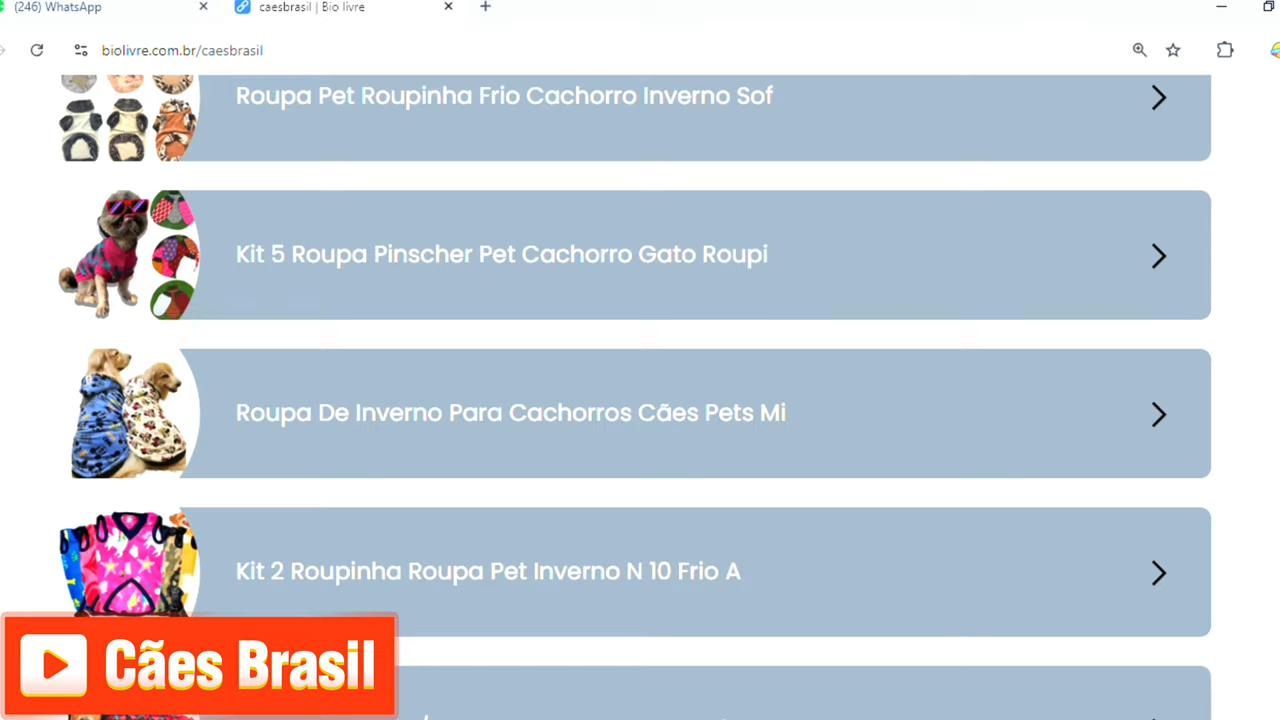 (246) WhatsApp
caesbrasil | Bio livre
biolivre.com.br/caesbrasil
Roupa Pet Roupinha Frio Cachorro Inverno Sof
Kit 5 Roupa Pinscher Pet Cachorro Gato Roupi
Roupa De Inverno Para Cachorros Cães Pets Mi
Kit 2 Roupinha Roupa Pet Inverno N 10 Frio A
Cães Brasil